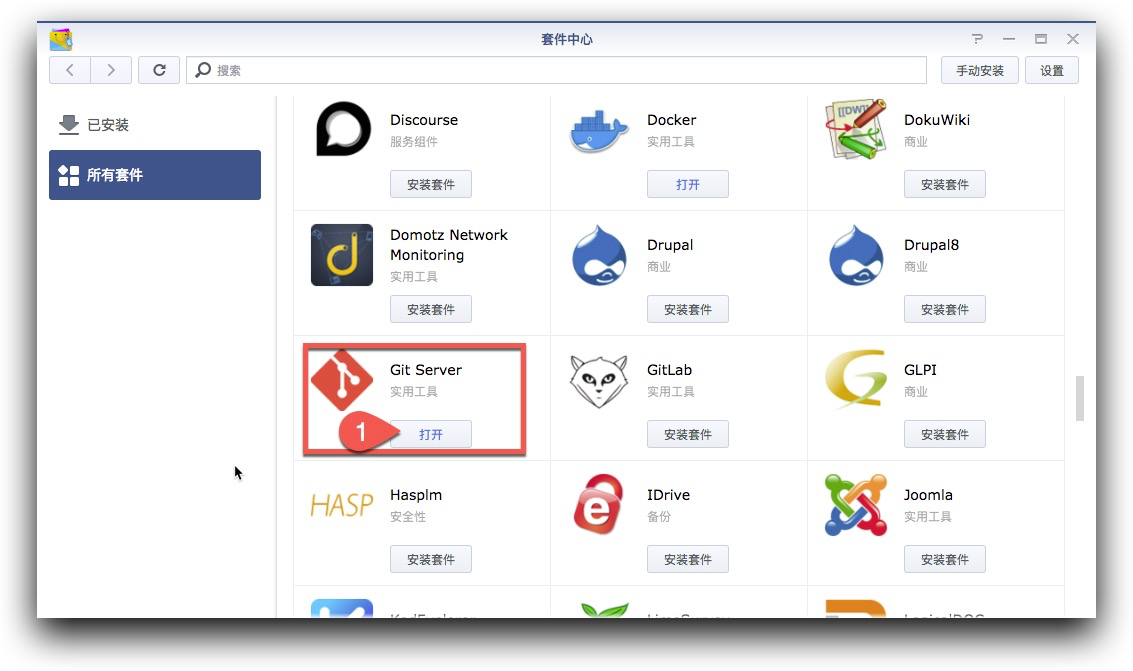 套件中心
搜索
手动安装
设置
已安装
所有套件
Discourse
服务组件
安装套件
Docker
实用工具
打开
DokuWiki
商业
安装套件
Domotz Network
Monitoring
实用工具
安装套件
Drupal
商业
安装套件
Drupal8
商业
安装套件
Git Server
实用工具
1
打开
GitLab
实用工具
安装套件
GLPI
商业
安装套件
HASP
Hasplm
安全性
安装套件
IDrive
备份
安装套件
Joomla
实用工具
安装套件